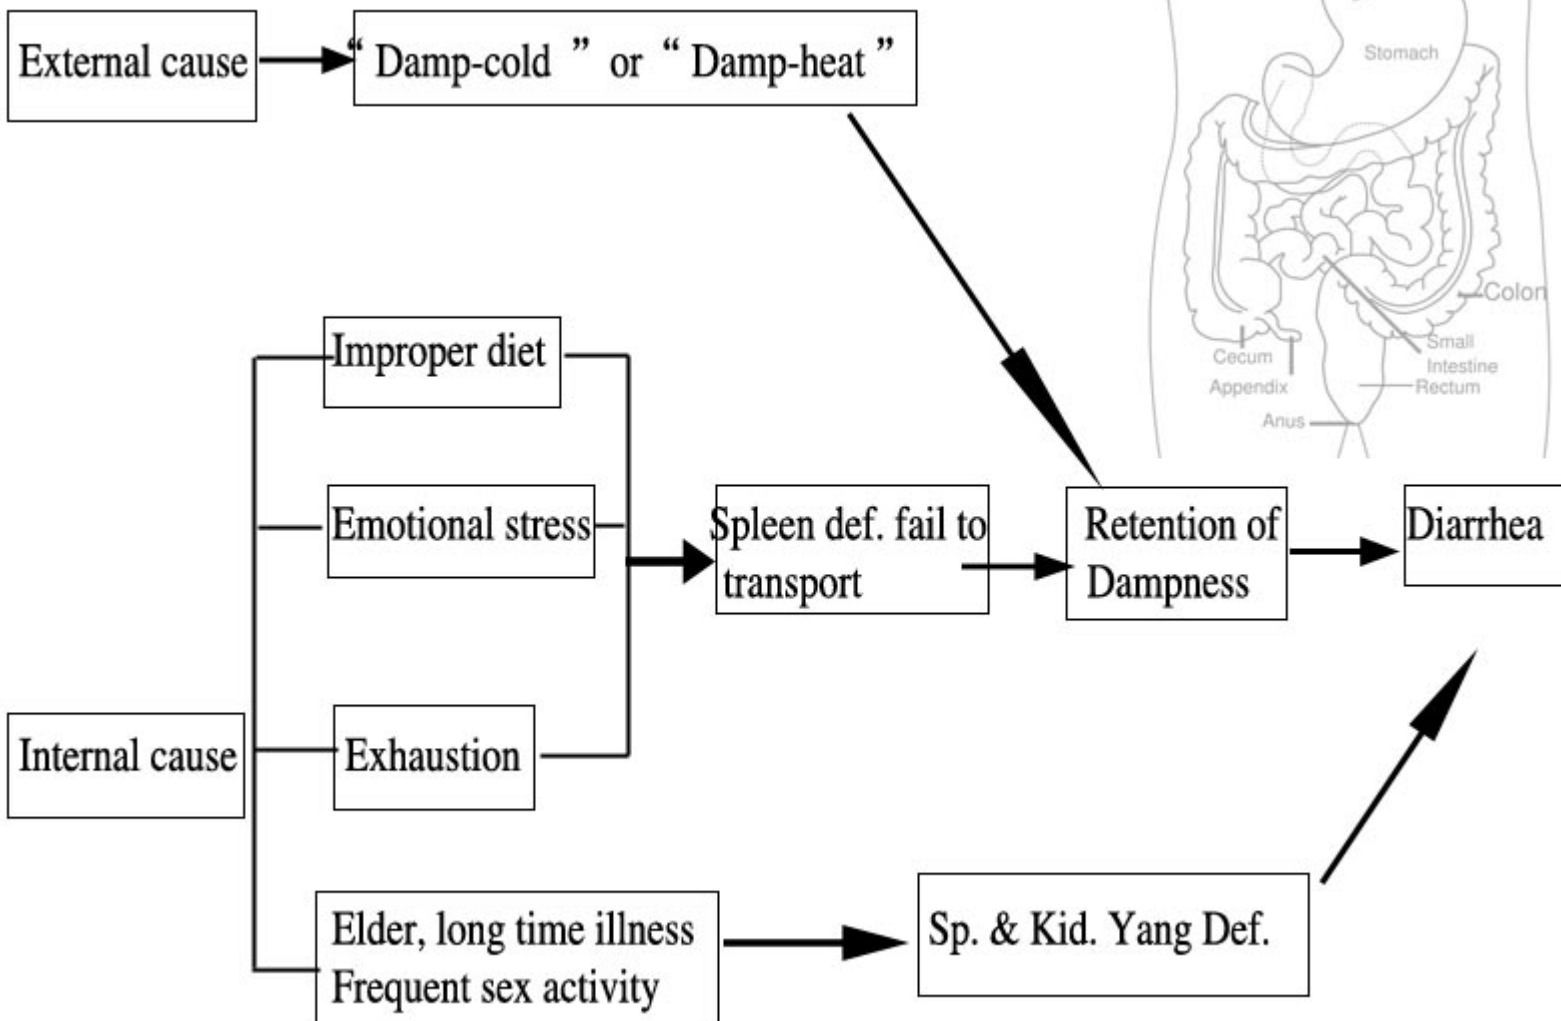 External cause
“ Damp-cold ” or “ Damp-heat ”
Stomach
Colon
Small
Intestine
Cecum
Appendix
Rectum
Anus
Improper diet
Emotional stress
Spleen def. fail to
transport
Retention of
Dampness
Diarrhea
Internal cause
Exhaustion
Elder, long time illness
Frequent sex activity
Sp. & Kid. Yang Def.